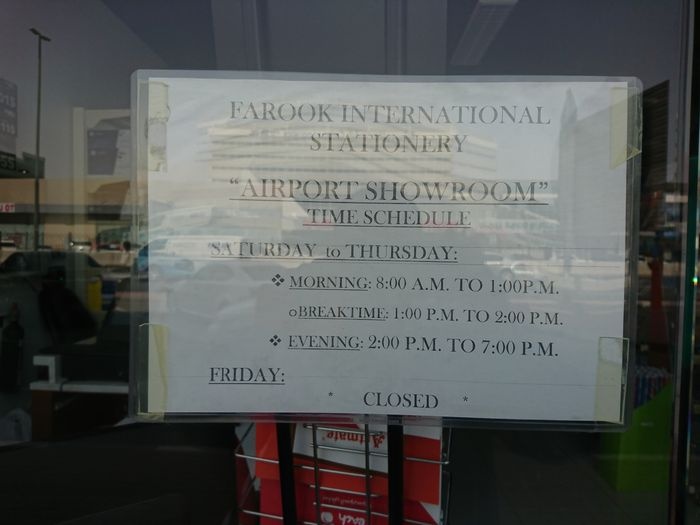 FAROOK INTERNATIONAL
STATIONERY
"AIRPORT SHOWROOM"
TIME SCHEDULE
SATURDAY to THURSDAY:
❖ MORNING: 8:00 A.M. TO 1:00P.M.
oBREAKTIME: 1:00 P.M. TO 2:00 P.M.
❖ EVENING: 2:00 P.M. TO 7:00 P.M.
FRIDAY:
* CLOSED *
Artmate